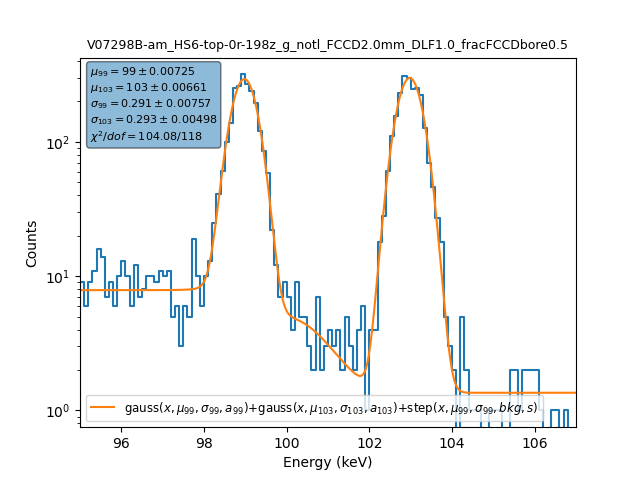 V07298B-am_HS6-top-0r-198z_g_notl_FCCD2.0mm_DLF1.0_fracFCCDbore0.5
μ₉₉ = 99 ± 0.00725
μ₁₀₃ = 103 ± 0.00661
σ₉₉ = 0.291 ± 0.00757
σ₁₀₃ = 0.293 ± 0.00498
χ²/dof = 104.08/118
Counts
10²
10¹
10⁰
gauss(x, μ₉₉, σ₉₉, a₉₉)+gauss(x, μ₁₀₃, σ₁₀₃, a₁₀₃)+step(x, μ₉₉, σ₉₉, bkg, s)
96 98 100 102 104 106
Energy (keV)